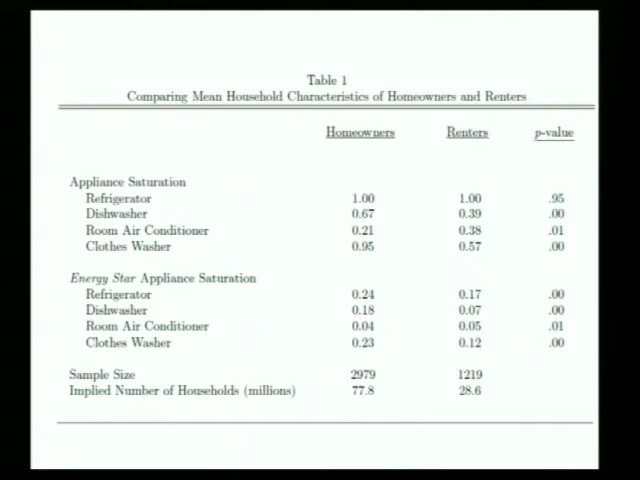 Table 1
Comparing Mean Household Characteristics of Homeowners and Renters
Homeowners Renters p-value
Appliance Saturation
Refrigerator 1.00 1.00 .95
Dishwasher 0.67 0.39 .00
Room Air Conditioner 0.21 0.38 .01
Clothes Washer 0.95 0.57 .00
Energy Star Appliance Saturation
Refrigerator 0.24 0.17 .00
Dishwasher 0.18 0.07 .00
Room Air Conditioner 0.04 0.05 .01
Clothes Washer 0.23 0.12 .00
Sample Size 2979 1219
Implied Number of Households (millions) 77.8 28.6